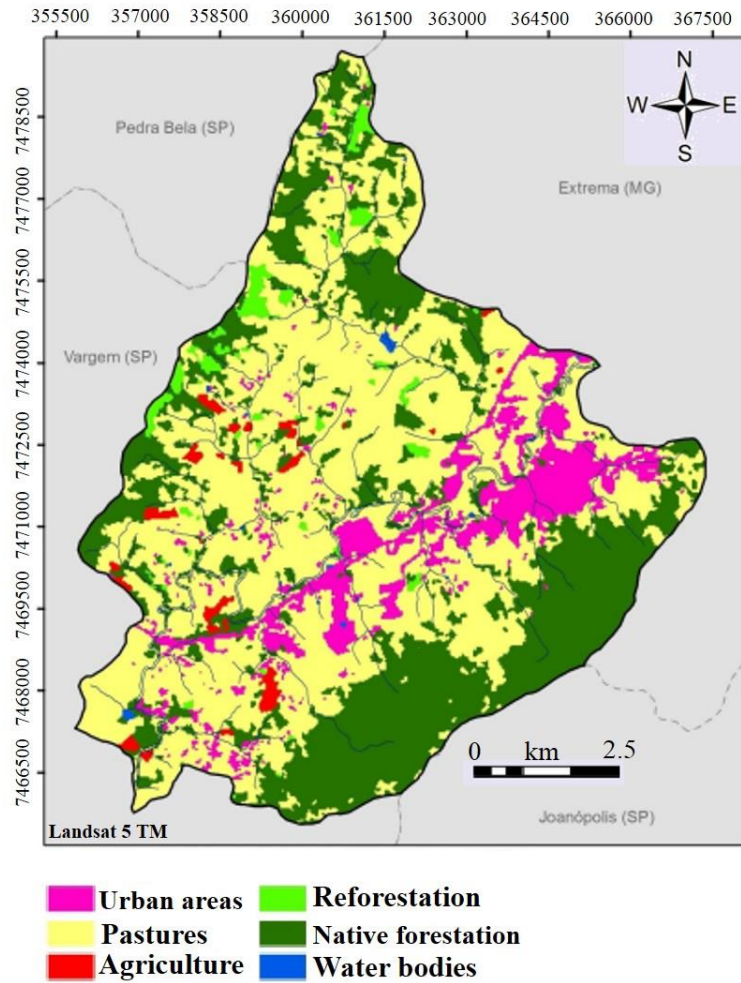 355500 357000 358500 360000 361500 363000 364500 366000 367500
7478500
7477000
7475500
7474000
7472500
7471000
7469500
7468000
7466500
N
W E
S
Pedra Bela (SP)
Extrema (MG)
Vargem (SP)
0 km 2.5
Joanópolis (SP)
Landsat 5 TM
Urban areas
Reforestation
Pastures
Native forestation
Agriculture
Water bodies